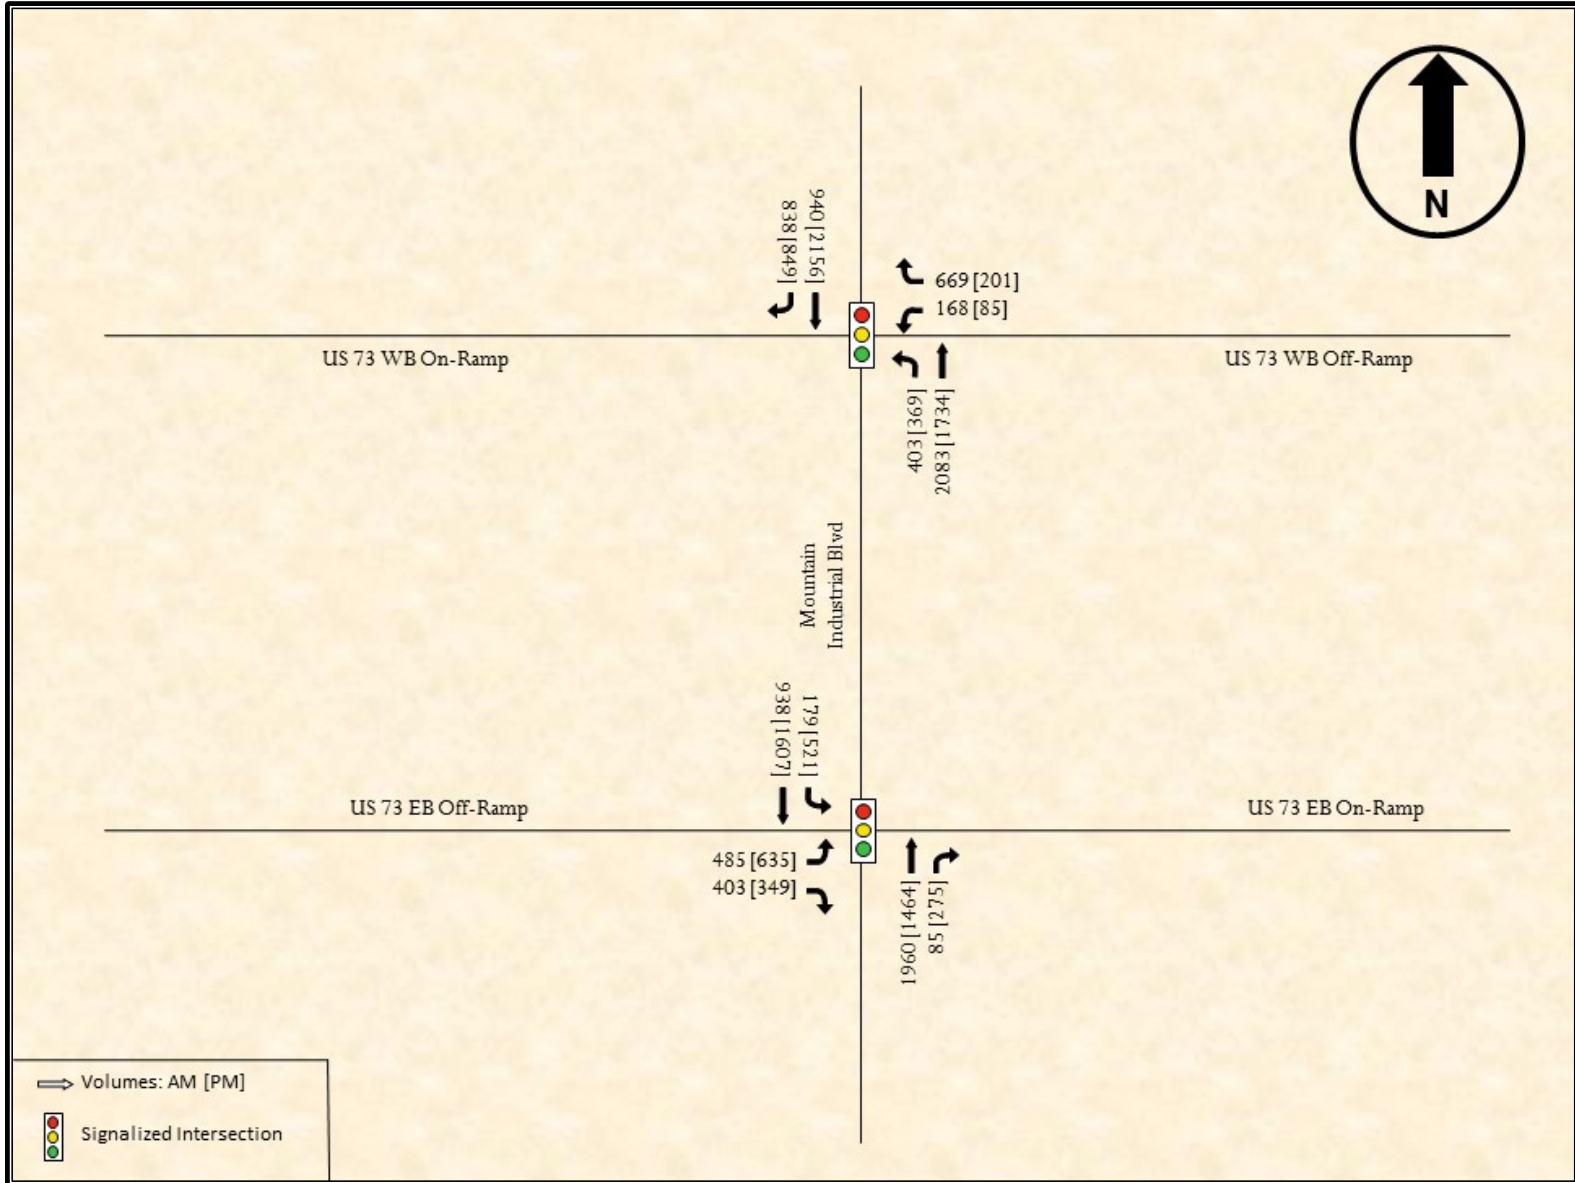 N
940 [2156]
838 [849]
669 [201]
168 [85]
US 73 WB On-Ramp
US 73 WB Off-Ramp
403 [369]
2083 [1734]
Mountain
Industrial Blvd
938 [1607]
179 [521]
US 73 EB Off-Ramp
US 73 EB On-Ramp
485 [635]
403 [349]
1960 [1464]
85 [275]
Volumes: AM [PM]
Signalized Intersection